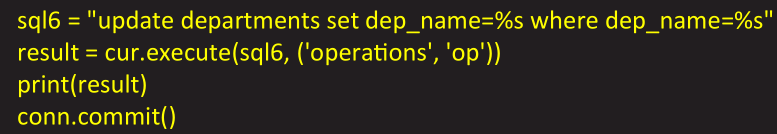 sql6 = "update departments set dep_name=%s where dep_name=%s"
result = cur.execute(sql6, ('operations', 'op'))
print(result)
conn.commit()